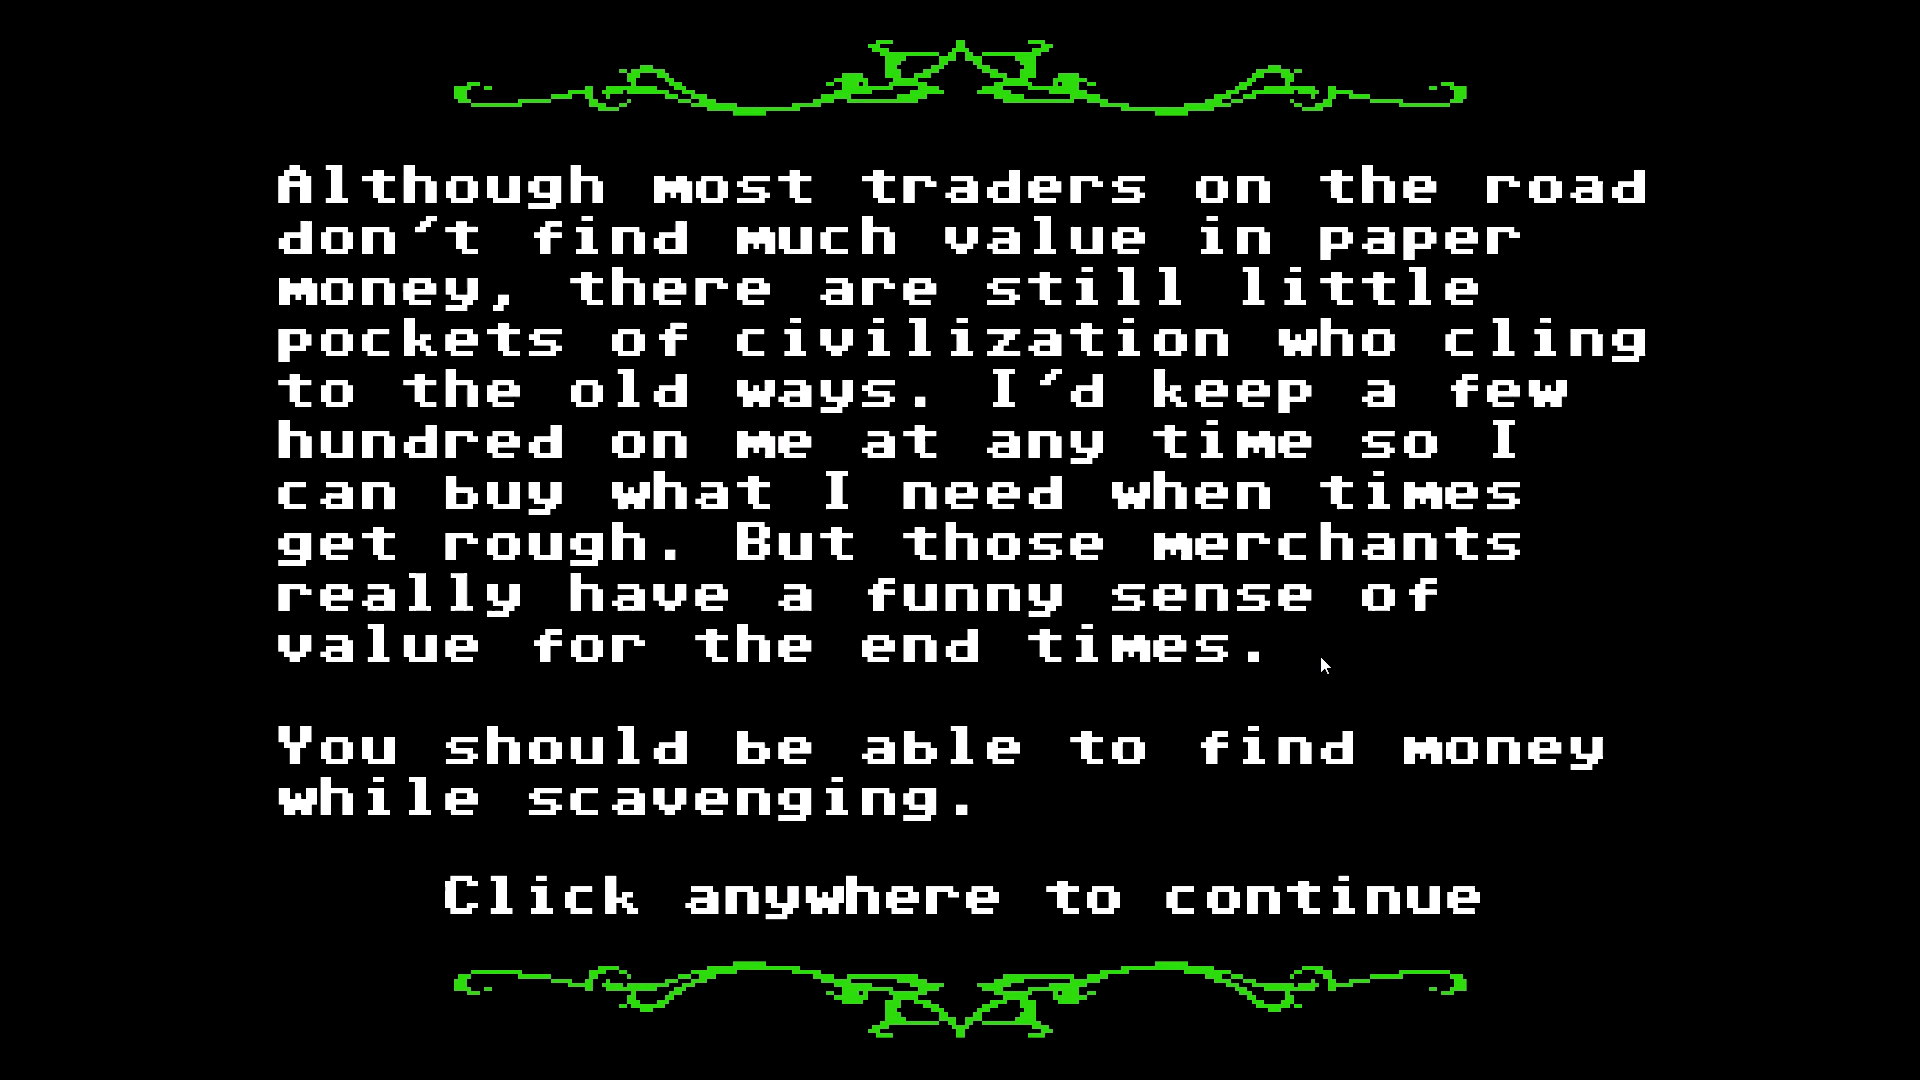 Although most traders on the road
don't find much value in paper
money, there are still little
pockets of civilization who cling
to the old ways. I'd keep a few
hundred on me at any time so I
can buy what I need when times
get rough. But those merchants
really have a funny sense of
value for the end times.
You should be able to find money
while scavenging.
Click anywhere to continue